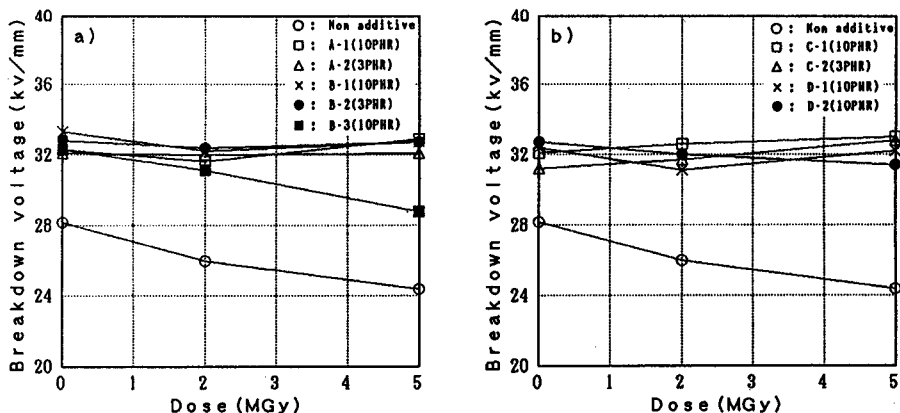 a)
Breakdown voltage (kv/mm)
40
36
32
28
24
20
0 1 2 3 4 5
Dose (MGy)
○ : Non additive
□ : A-1(10PHR)
△ : A-2(3PHR)
× : B-1(10PHR)
● : B-2(3PHR)
■ : B-3(10PHR)
b)
Breakdown voltage (kv/mm)
40
36
32
28
24
20
0 1 2 3 4 5
Dose (MGy)
○ : Non additive
□ : C-1(10PHR)
△ : C-2(3PHR)
× : D-1(10PHR)
● : D-2(10PHR)